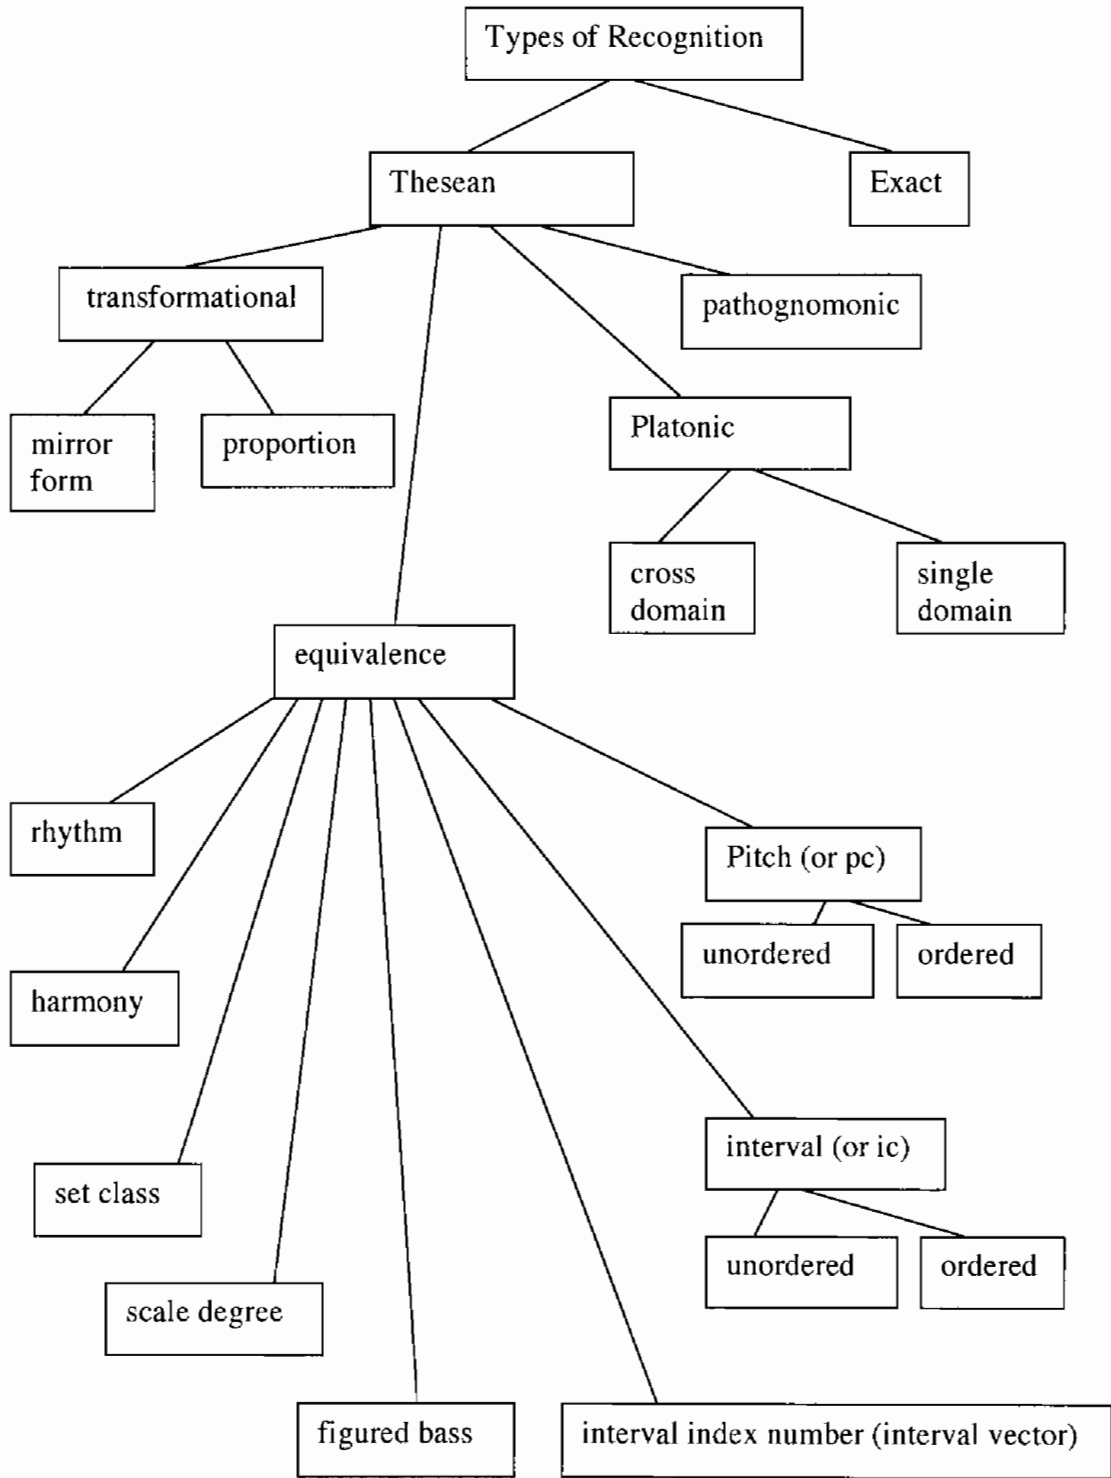 Types of Recognition
Thesean
Exact
transformational
pathognomonic
mirror
form
proportion
Platonic
cross
domain
single
domain
equivalence
rhythm
Pitch (or pc)
unordered
ordered
harmony
interval (or ic)
set class
unordered
ordered
scale degree
figured bass
interval index number (interval vector)